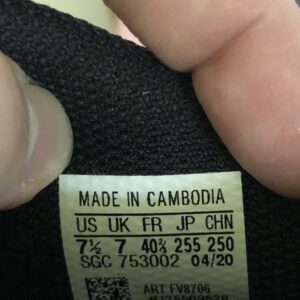 MADE IN CAMBODIA
US UK FR JP CHN
7½ 7 40⅔ 255 250
SGC 753002 04/20
ART FV8706